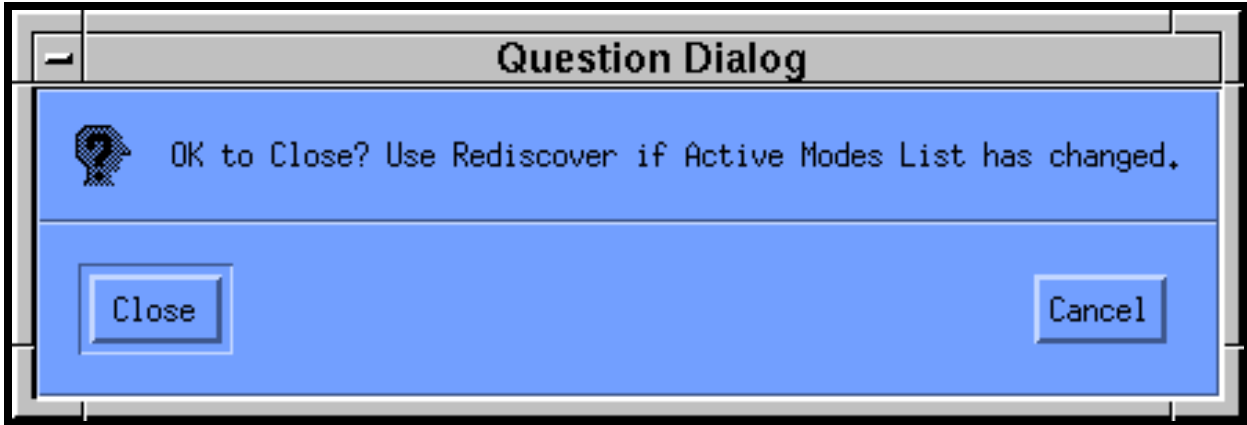 Question Dialog
OK to Close? Use Rediscover if Active Modes List has changed.
Close
Cancel